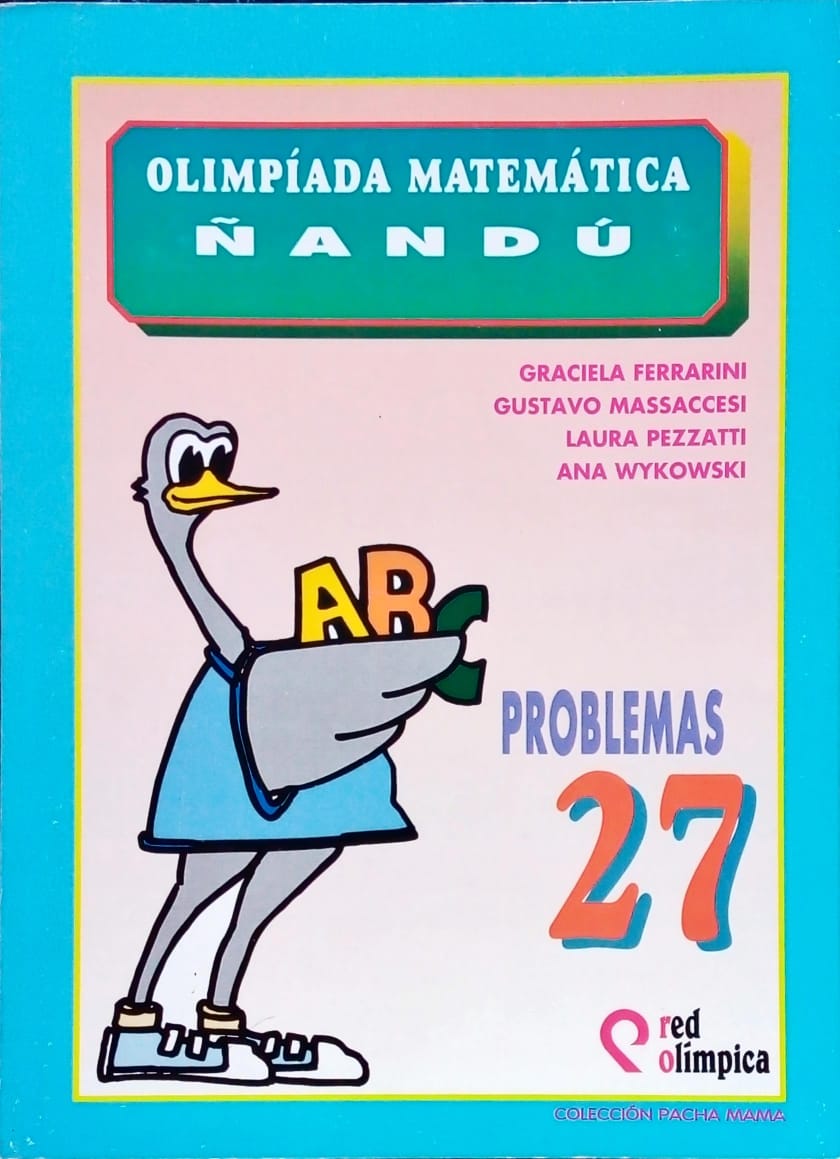 OLIMPÍADA MATEMÁTICA
ÑANDÚ
GRACIELA FERRARINI
GUSTAVO MASSACCESI
LAURA PEZZATTI
ANA WYKOWSKI
ABC
PROBLEMAS
27
red
olímpica
COLECCIÓN PACHA MAMA